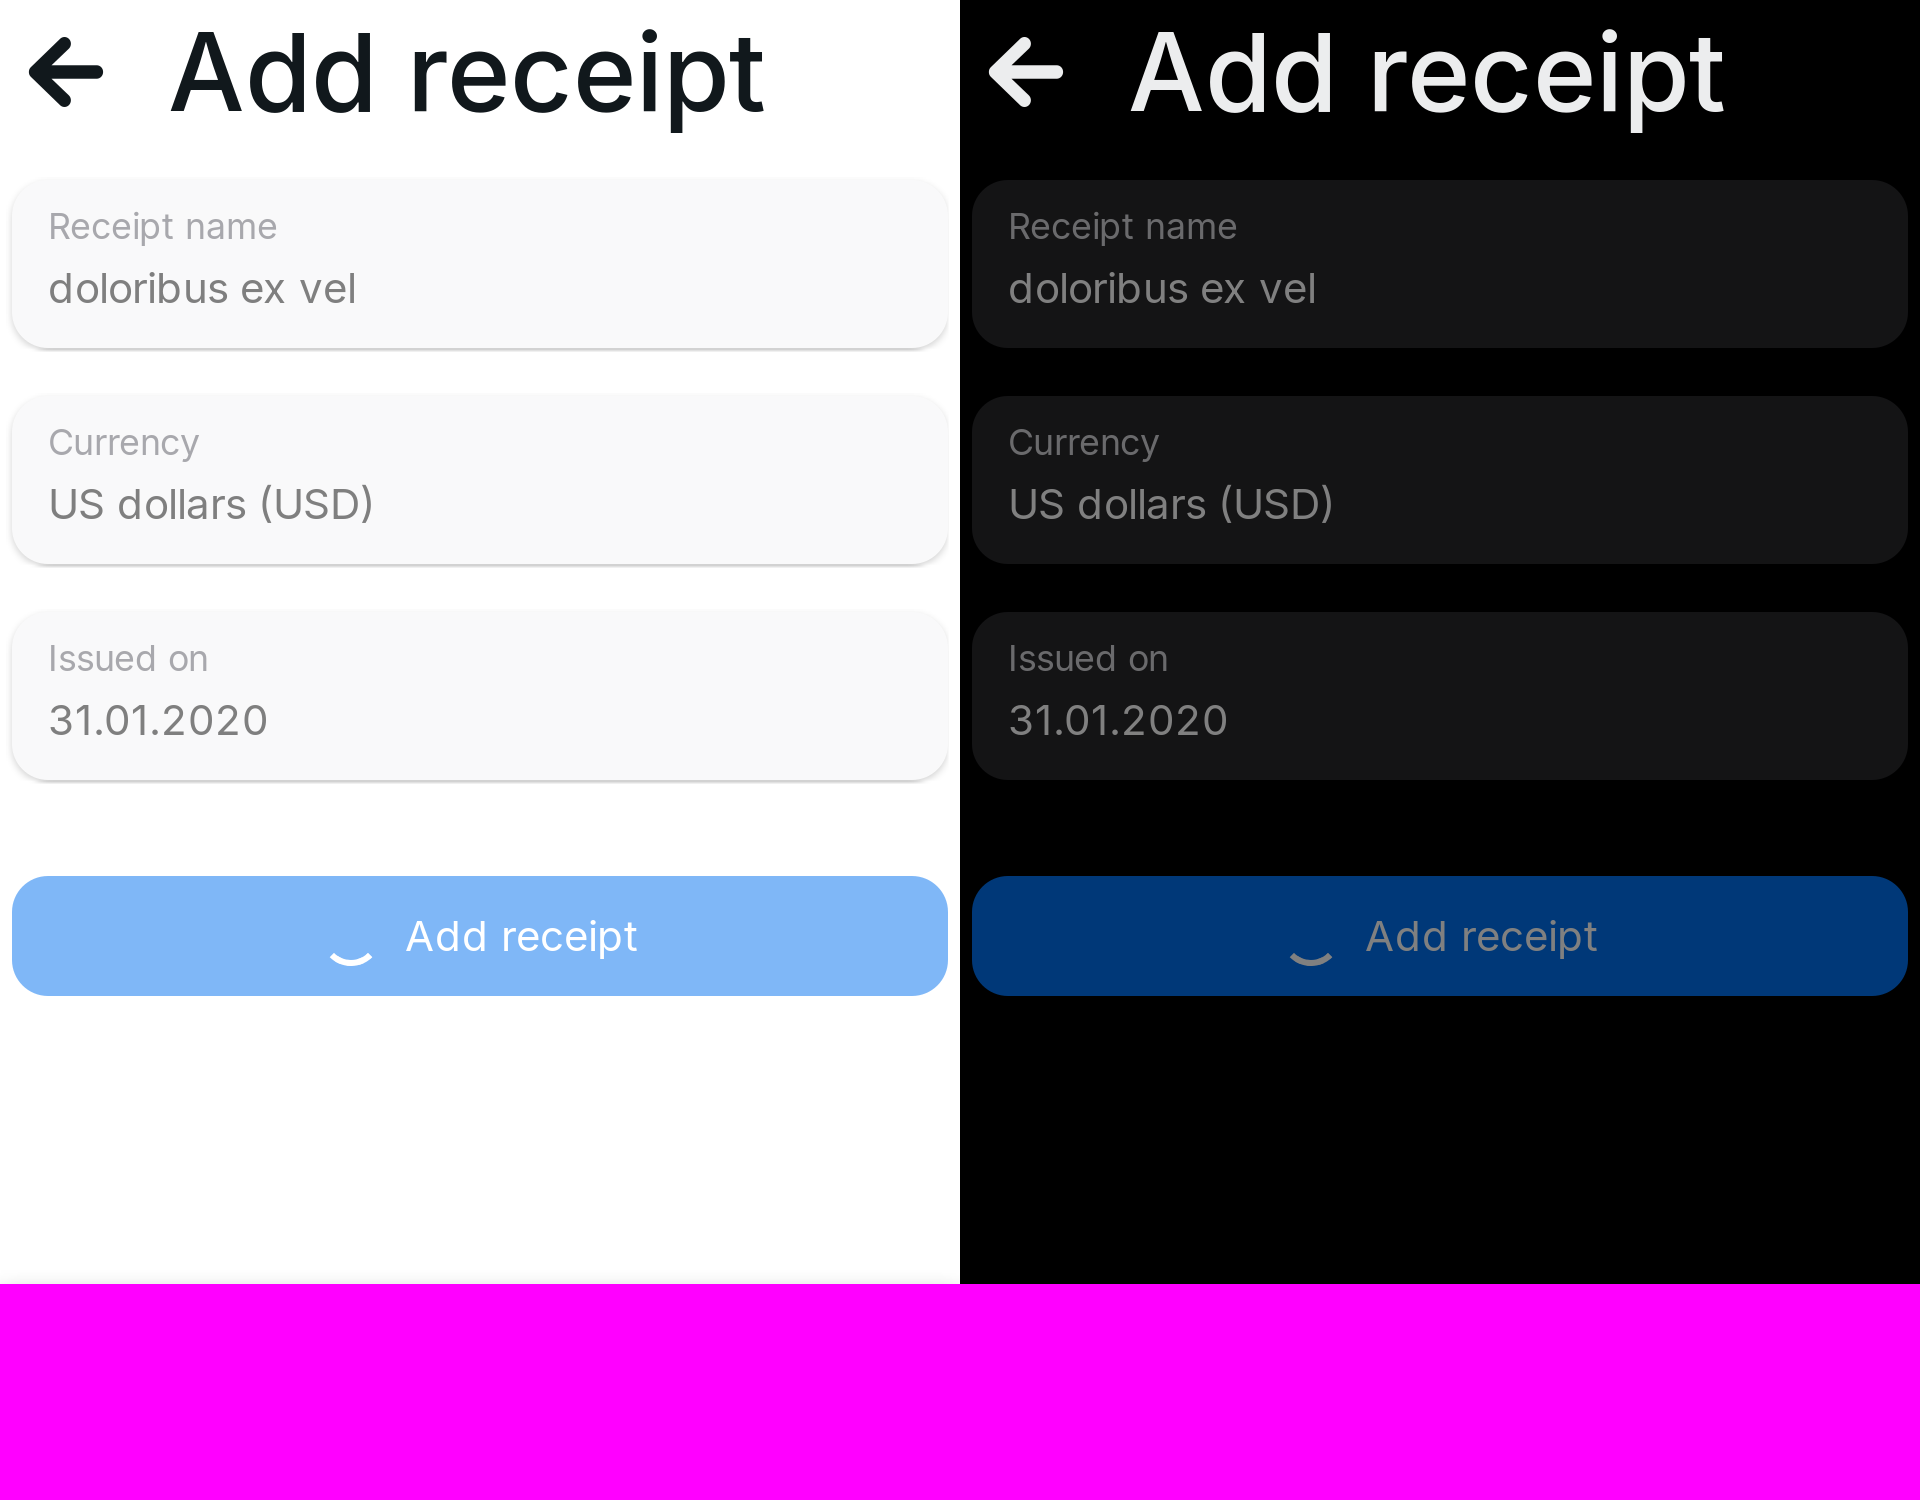 Add receipt
Receipt name
doloribus ex vel
Currency
US dollars (USD)
Issued on
31.01.2020
Add receipt
Add receipt
Receipt name
doloribus ex vel
Currency
US dollars (USD)
Issued on
31.01.2020
Add receipt